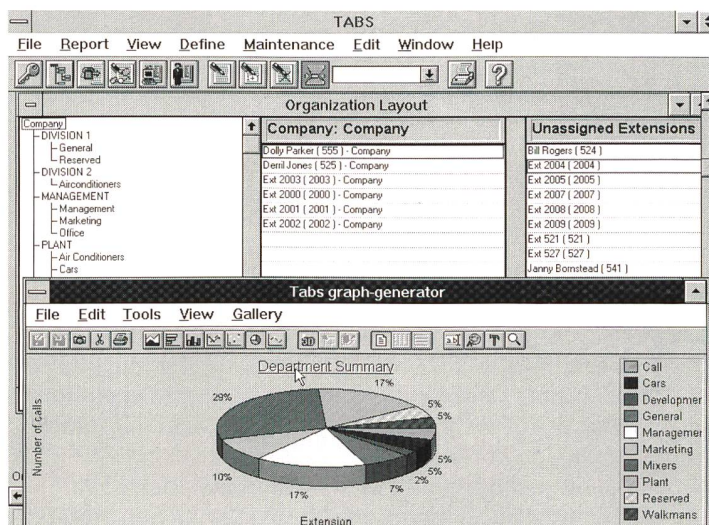 TABS
File Report View Define Maintenance Edit Window Help
Organization Layout
Company
DIVISION 1
General
Reserved
DIVISION 2
Airconditioners
MANAGEMENT
Management
Marketing
Office
PLANT
Air Conditioners
Cars
Company: Company
Dolly Parker ( 555 ) - Company
Derril Jones ( 525 ) - Company
Ext 2003 ( 2003 ) - Company
Ext 2000 ( 2000 ) - Company
Ext 2001 ( 2001 ) - Company
Ext 2002 ( 2002 ) - Company
Unassigned Extensions
Bill Rogers ( 524 )
Ext 2004 ( 2004 )
Ext 2005 ( 2005 )
Ext 2007 ( 2007 )
Ext 2008 ( 2008 )
Ext 2009 ( 2009 )
Ext 521 ( 521 )
Ext 527 ( 527 )
Janny Bornstead ( 541 )
Tabs graph-generator
File Edit Tools View Gallery
3D
Department Summary
Number of calls
29%
17%
5%
5%
5%
5%
2%
7%
17%
10%
Extension
Call
Cars
Developmer
General
Managemer
Marketing
Mixers
Plant
Reserved
Walkmans